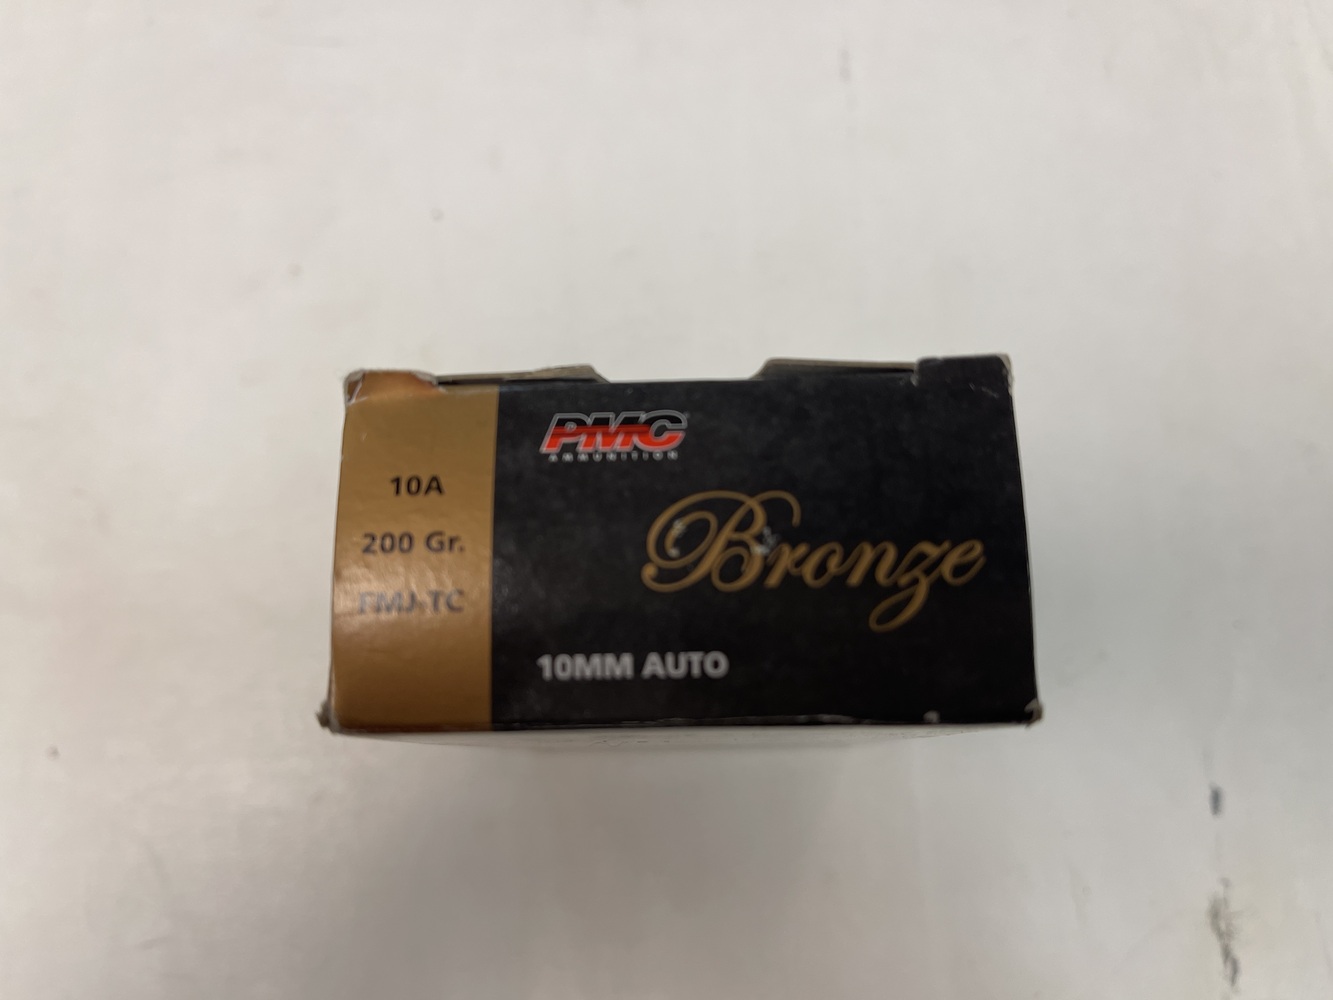 10A
200 Gr.
FMJ-TC
PMC
AMMUNITION
Bronze
10MM AUTO